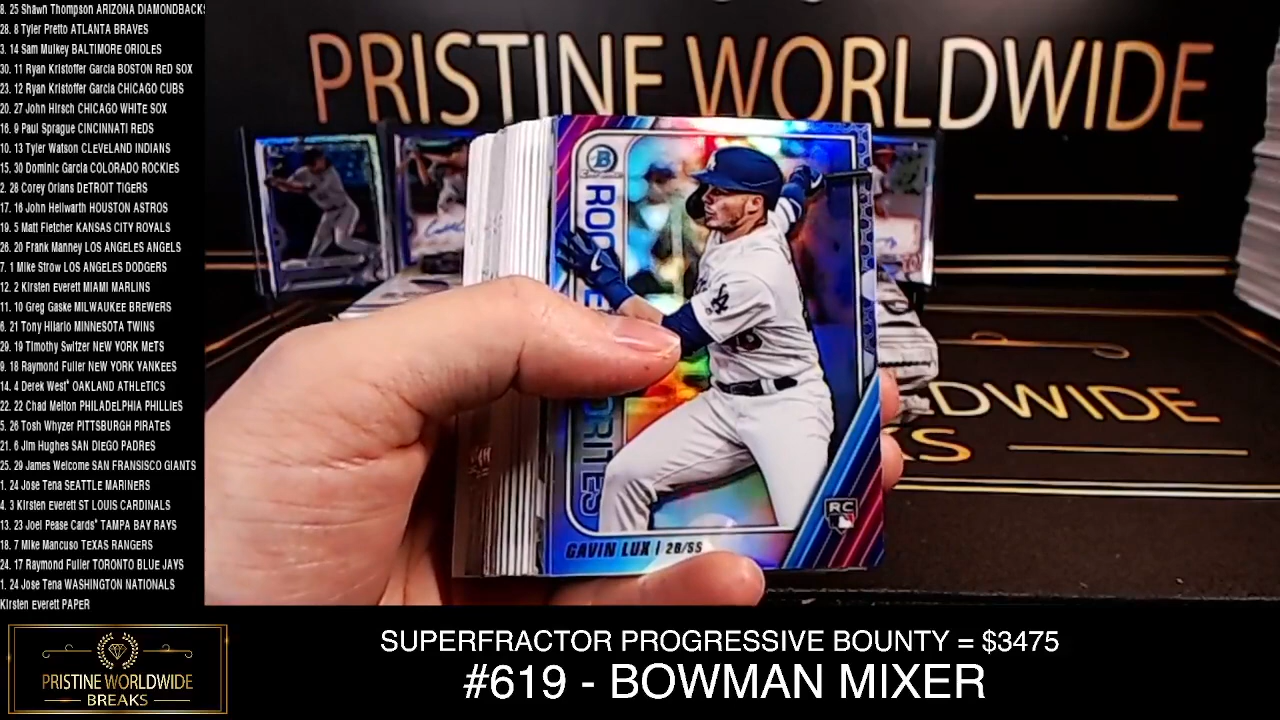 8. 25 Shawn Thompson ARIZONA DIAMONDBACKS
28. 8 Tyler Pretto ATLANTA BRAVES
3. 14 Sam Mulkey BALTIMORE ORIOLES
30. 11 Ryan Kristoffer Garcia BOSTON RED SOX
23. 12 Ryan Kristoffer Garcia CHICAGO CUBS
20. 27 John Hirsch CHICAGO WHITE SOX
16. 9 Paul Sprague CINCINNATI REDS
10. 13 Tyler Watson CLEVELAND INDIANS
15. 30 Dominic Garcia COLORADO ROCKIES
2. 28 Corey Orians DETROIT TIGERS
17. 16 John Hellwarth HOUSTON ASTROS
19. 5 Matt Fletcher KANSAS CITY ROYALS
26. 20 Frank Manney LOS ANGELES ANGELS
7. 1 Mike Strow LOS ANGELES DODGERS
12. 2 Kirsten Everett MIAMI MARLINS
11. 10 Greg Gaske MILWAUKEE BREWERS
6. 21 Tony Hilario MINNESOTA TWINS
29. 19 Timothy Switzer NEW YORK METS
9. 18 Raymond Fuller NEW YORK YANKEES
14. 4 Derek West* OAKLAND ATHLETICS
22. 22 Chad Melton PHILADELPHIA PHILLIES
5. 26 Tosh Whyzer PITTSBURGH PIRATES
21. 6 Jim Hughes SAN DIEGO PADRES
25. 29 James Welcome SAN FRANSISCO GIANTS
1. 24 Jose Tena SEATTLE MARINERS
4. 3 Kirsten Everett ST LOUIS CARDINALS
13. 23 Joel Pease Cards* TAMPA BAY RAYS
18. 7 Mike Mancuso TEXAS RANGERS
24. 17 Raymond Fuller TORONTO BLUE JAYS
1. 24 Jose Tena WASHINGTON NATIONALS
Kirsten Everett PAPER
PRISTINE WORLDWIDE
B
GAVIN LUX | 2B/SS
RC
PRISTINE WORLDWIDE
BREAKS
SUPERFRACTOR PROGRESSIVE BOUNTY = $3475
#619 - BOWMAN MIXER